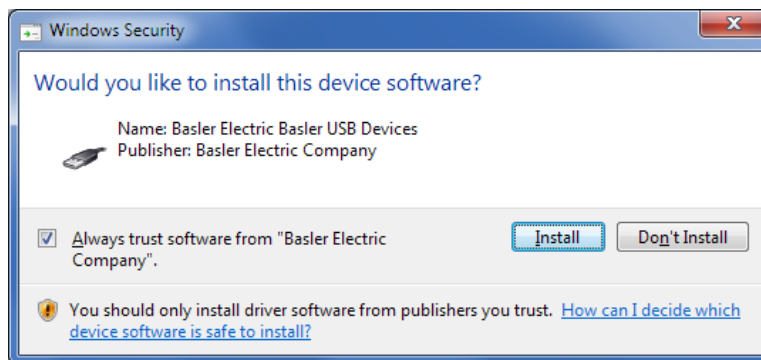 Windows Security
Would you like to install this device software?
Name: Basler Electric Basler USB Devices
Publisher: Basler Electric Company
Always trust software from "Basler Electric
Company".
Install
Don't Install
You should only install driver software from publishers you trust. How can I decide which
device software is safe to install?